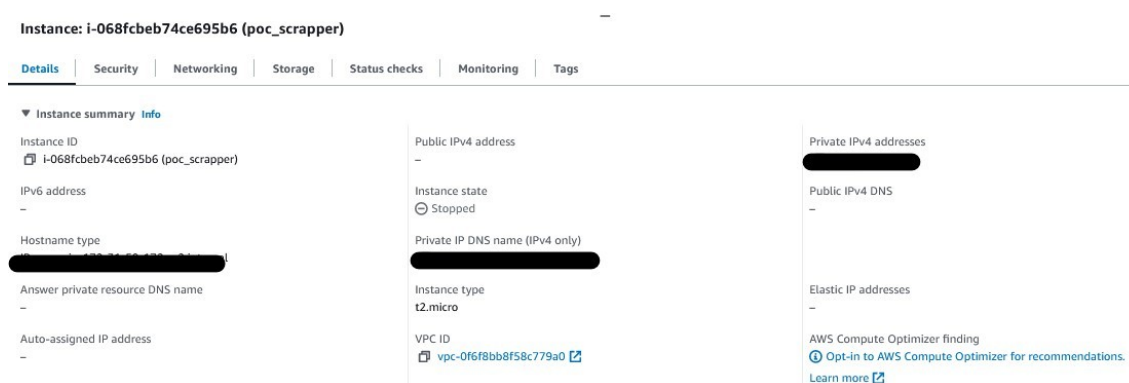 Instance: i-068fcbeb74ce695b6 (poc_scrapper)
Details Security Networking Storage Status checks Monitoring Tags
Instance summary Info
Instance ID
i-068fcbeb74ce695b6 (poc_scrapper)
Public IPv4 address
–
Private IPv4 addresses
IPv6 address
–
Instance state
Stopped
Public IPv4 DNS
–
Hostname type
Private IP DNS name (IPv4 only)
Answer private resource DNS name
–
Instance type
t2.micro
Elastic IP addresses
–
Auto-assigned IP address
–
VPC ID
vpc-0f6f8bb8f58c779a0
AWS Compute Optimizer finding
Opt-in to AWS Compute Optimizer for recommendations.
Learn more